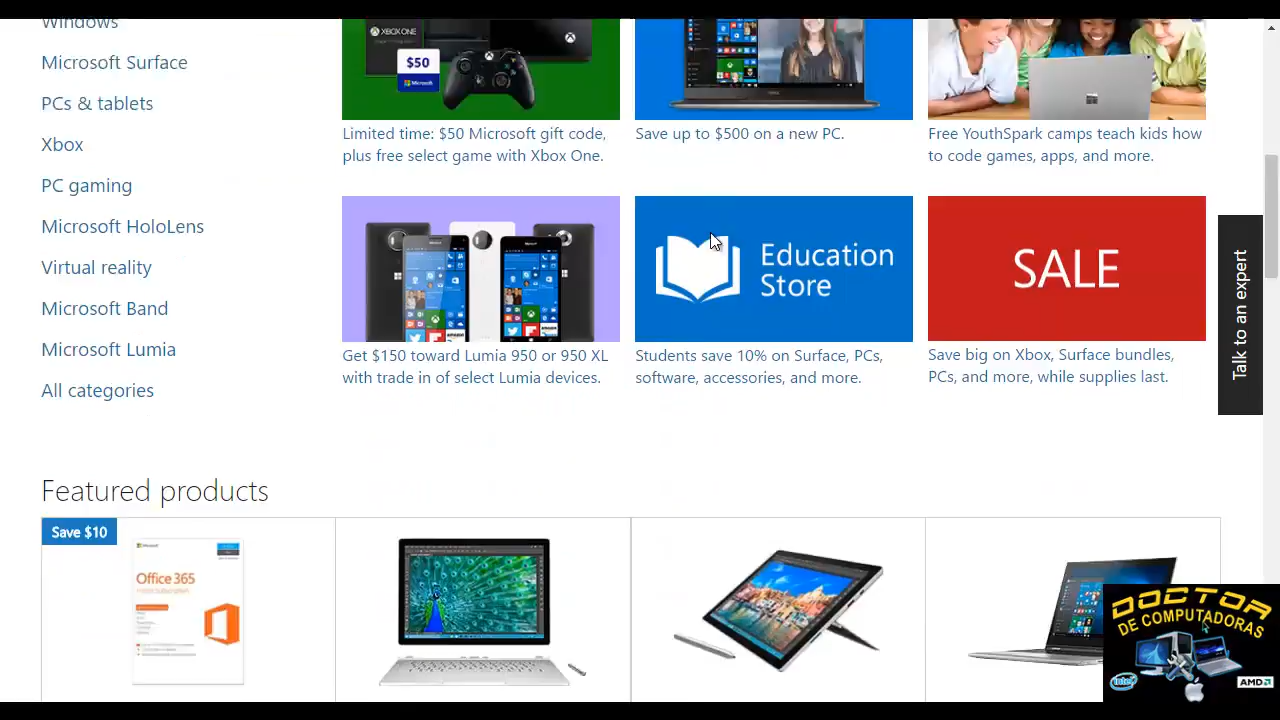 Windows
Microsoft Surface
PCs & tablets
Xbox
PC gaming
Microsoft HoloLens
Virtual reality
Microsoft Band
Microsoft Lumia
All categories
XBOX ONE
$50
Microsoft
Limited time: $50 Microsoft gift code,
plus free select game with Xbox One.
Save up to $500 on a new PC.
Free YouthSpark camps teach kids how
to code games, apps, and more.
Get $150 toward Lumia 950 or 950 XL
with trade in of select Lumia devices.
Education
Store
Students save 10% on Surface, PCs,
software, accessories, and more.
SALE
Save big on Xbox, Surface bundles,
PCs, and more, while supplies last.
Talk to an expert
Featured products
Save $10
Microsoft
Office 365
DOCTOR
DE COMPUTADORAS
intel
AMD